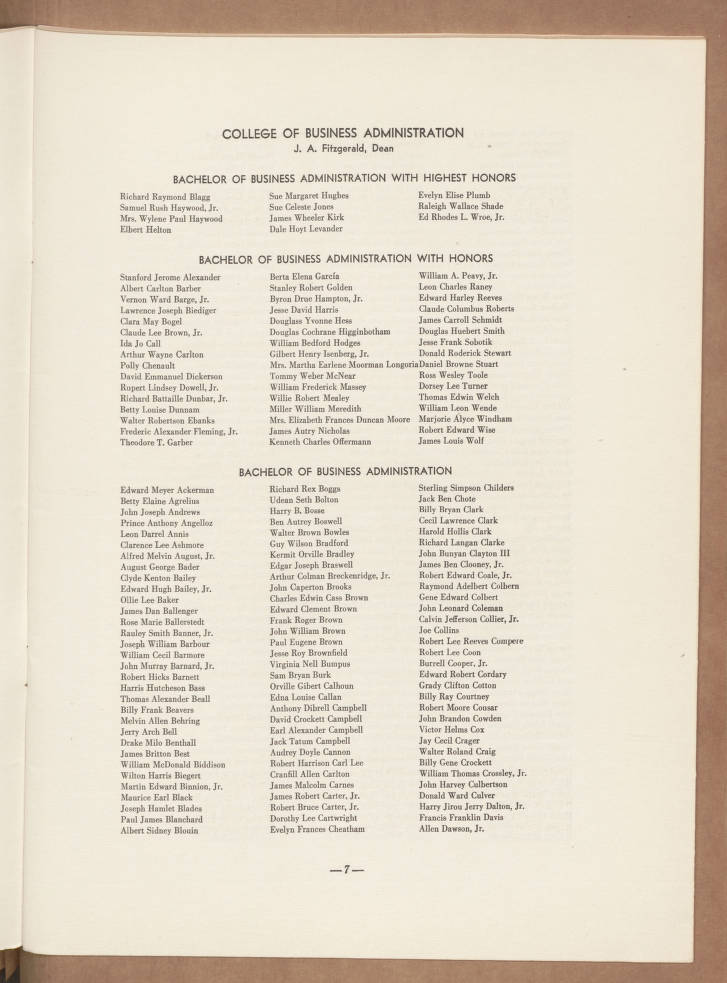 COLLEGE OF BUSINESS ADMINISTRATION
J. A. Fitzgerald, Dean
BACHELOR OF BUSINESS ADMINISTRATION WITH HIGHEST HONORS
Richard Raymond Blagg
Samuel Rush Haywood, Jr.
Mrs. Wylene Paul Haywood
Elbert Helton
Sue Margaret Hughes
Sue Celeste Jones
James Wheeler Kirk
Dale Hoyt Levander
Evelyn Elise Plumb
Raleigh Wallace Shade
Ed Rhodes L. Wroe, Jr.
BACHELOR OF BUSINESS ADMINISTRATION WITH HONORS
Stanford Jerome Alexander
Albert Carlton Barber
Vernon Ward Barge, Jr.
Lawrence Joseph Biediger
Clara May Bogel
Claude Lee Brown, Jr.
Ida Jo Call
Arthur Wayne Carlton
Polly Chenault
David Emmanuel Dickerson
Rupert Lindsey Dowell, Jr.
Richard Battaille Dunbar, Jr.
Betty Louise Dunnam
Walter Robertson Ebanks
Frederic Alexander Fleming, Jr.
Theodore T. Garber
Berta Elena García
Stanley Robert Golden
Byron Drue Hampton, Jr.
Jesse David Harris
Douglass Yvonne Hess
Douglas Cochrane Higginbotham
William Bedford Hodges
Gilbert Henry Isenberg, Jr.
Mrs. Martha Earlene Moorman Longoria
Tommy Weber McNear
William Frederick Massey
Willie Robert Mealey
Miller William Meredith
Mrs. Elizabeth Frances Duncan Moore
James Autry Nicholas
Kenneth Charles Offermann
William A. Peavy, Jr.
Leon Charles Raney
Edward Harley Reeves
Claude Columbus Roberts
James Carroll Schmidt
Douglas Huebert Smith
Jesse Frank Sobotik
Donald Roderick Stewart
Daniel Browne Stuart
Ross Wesley Toole
Dorsey Lee Turner
Thomas Edwin Welch
William Leon Wende
Marjorie Alyce Windham
Robert Edward Wise
James Louis Wolf
BACHELOR OF BUSINESS ADMINISTRATION
Edward Meyer Ackerman
Betty Elaine Agrelius
John Joseph Andrews
Prince Anthony Angelloz
Leon Darrel Annis
Clarence Lee Ashmore
Alfred Melvin August, Jr.
August George Bader
Clyde Kenton Bailey
Edward Hugh Bailey, Jr.
Ollie Lee Baker
James Dan Ballenger
Rose Marie Ballerstedt
Rauley Smith Banner, Jr.
Joseph William Barbour
William Cecil Barmore
John Murray Barnard, Jr.
Robert Hicks Barnett
Harris Hutcheson Bass
Thomas Alexander Beall
Billy Frank Beavers
Melvin Allen Behring
Jerry Arch Bell
Drake Milo Benthall
James Britton Best
William McDonald Biddison
Wilton Harris Biegert
Martin Edward Binnion, Jr.
Maurice Earl Black
Joseph Hamlet Blades
Paul James Blanchard
Albert Sidney Blouin
Richard Rex Boggs
Udean Seth Bolton
Harry B. Bosse
Ben Autrey Boswell
Walter Brown Bowles
Guy Wilson Bradford
Kermit Orville Bradley
Edgar Joseph Braswell
Arthur Colman Breckenridge, Jr.
John Caperton Brooks
Charles Edwin Cass Brown
Edward Clement Brown
Frank Roger Brown
John William Brown
Paul Eugene Brown
Jesse Roy Brownfield
Virginia Nell Bumpus
Sam Bryan Burk
Orville Gibert Calhoun
Edna Louise Callan
Anthony Dibrell Campbell
David Crockett Campbell
Earl Alexander Campbell
Jack Tatum Campbell
Audrey Doyle Cannon
Robert Harrison Carl Lee
Cranfill Allen Carlton
James Malcolm Carnes
James Robert Carter, Jr.
Robert Bruce Carter, Jr.
Dorothy Lee Cartwright
Evelyn Frances Cheatham
Sterling Simpson Childers
Jack Ben Chote
Billy Bryan Clark
Cecil Lawrence Clark
Harold Hollis Clark
Richard Langan Clarke
John Bunyan Clayton III
James Ben Clooney, Jr.
Robert Edward Coale, Jr.
Raymond Adelbert Colbern
Gene Edward Colbert
John Leonard Coleman
Calvin Jefferson Collier, Jr.
Joe Collins
Robert Lee Reeves Compere
Robert Lee Coon
Burrell Cooper, Jr.
Edward Robert Cordary
Grady Clifton Cotton
Billy Ray Courtney
Robert Moore Cousar
John Brandon Cowden
Victor Helms Cox
Jay Cecil Crager
Walter Roland Craig
Billy Gene Crockett
William Thomas Crossley, Jr.
John Harvey Culbertson
Donald Ward Culver
Harry Jirou Jerry Dalton, Jr.
Francis Franklin Davis
Allen Dawson, Jr.
—7—